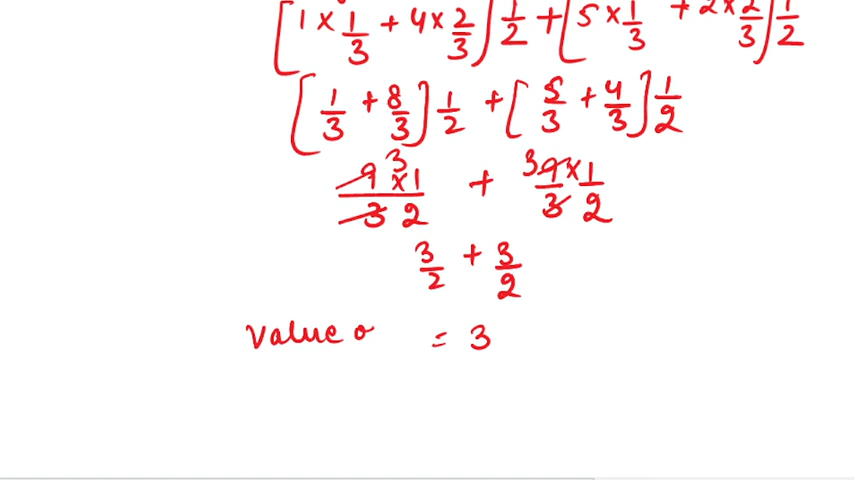 [1 × 1/3 + 4 × 2/3] 1/2 + [5 × 1/3 + 2 × 2/3] 1/2
[1/3 + 8/3] 1/2 + [5/3 + 4/3] 1/2
9 3 × 1 / 3 2 + 3 9/3 × 1/2
3/2 + 3/2
Value o = 3